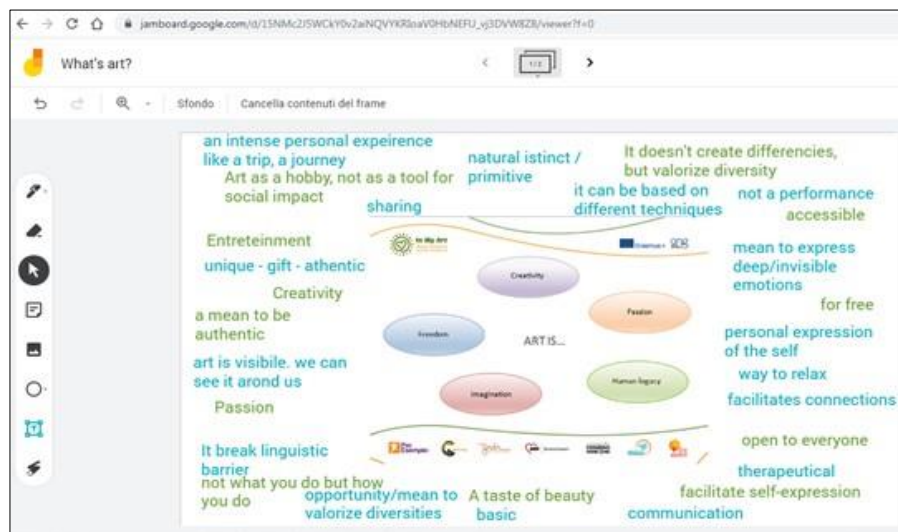 jamboard.google.com/d/15NMc2J5WCkY0v2aiNQVYKRIoaV0HbNEFU_vj3DVW8Z8/viewer?f=0
What's art?
1/2
Sfondo
Cancella contenuti del frame
an intense personal expeirence
like a trip, a journey
Art as a hobby, not as a tool for
social impact
natural istinct /
primitive
It doesn't create differencies,
but valorize diversity
sharing
it can be based on
different techniques
not a performance
accessible
Entreteinment
to My Art
Erasmus+
unique - gift - athentic
Creativity
mean to express
deep/invisible
emotions
Creativity
a mean to be
authentic
Passion
for free
Freedom
ART IS...
personal expression
of the self
art is visibile. we can
see it arond us
way to relax
Imagination
Human legacy
facilitates connections
Passion
It break linguistic
barrier
open to everyone
therapeutical
not what you do but how
you do
opportunity/mean to
valorize diversities
A taste of beauty
basic
facilitate self-expression
communication